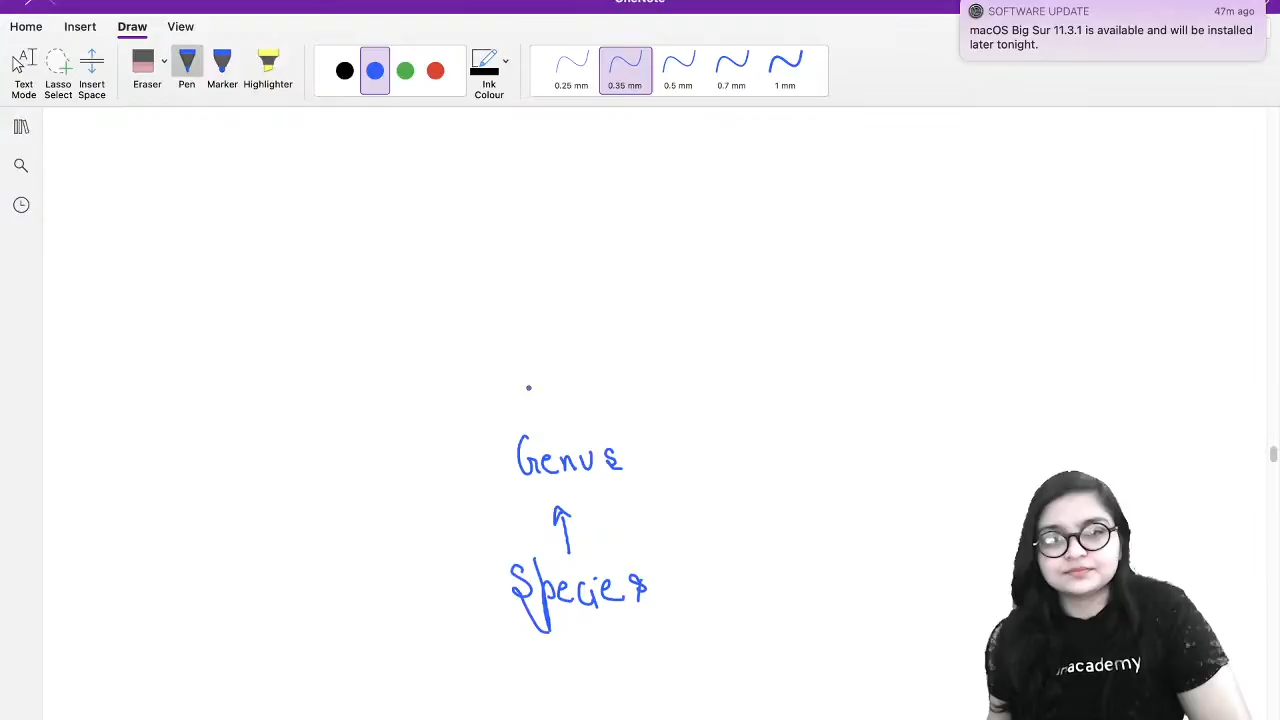 OneNote
SOFTWARE UPDATE 47m ago
macOS Big Sur 11.3.1 is available and will be installed
later tonight.
Home Insert Draw View
Text Mode
Lasso Select
Insert Space
Eraser
Pen
Marker
Highlighter
Ink Colour
0.25 mm
0.35 mm
0.5 mm
0.7 mm
1 mm
Genus
Species
academy